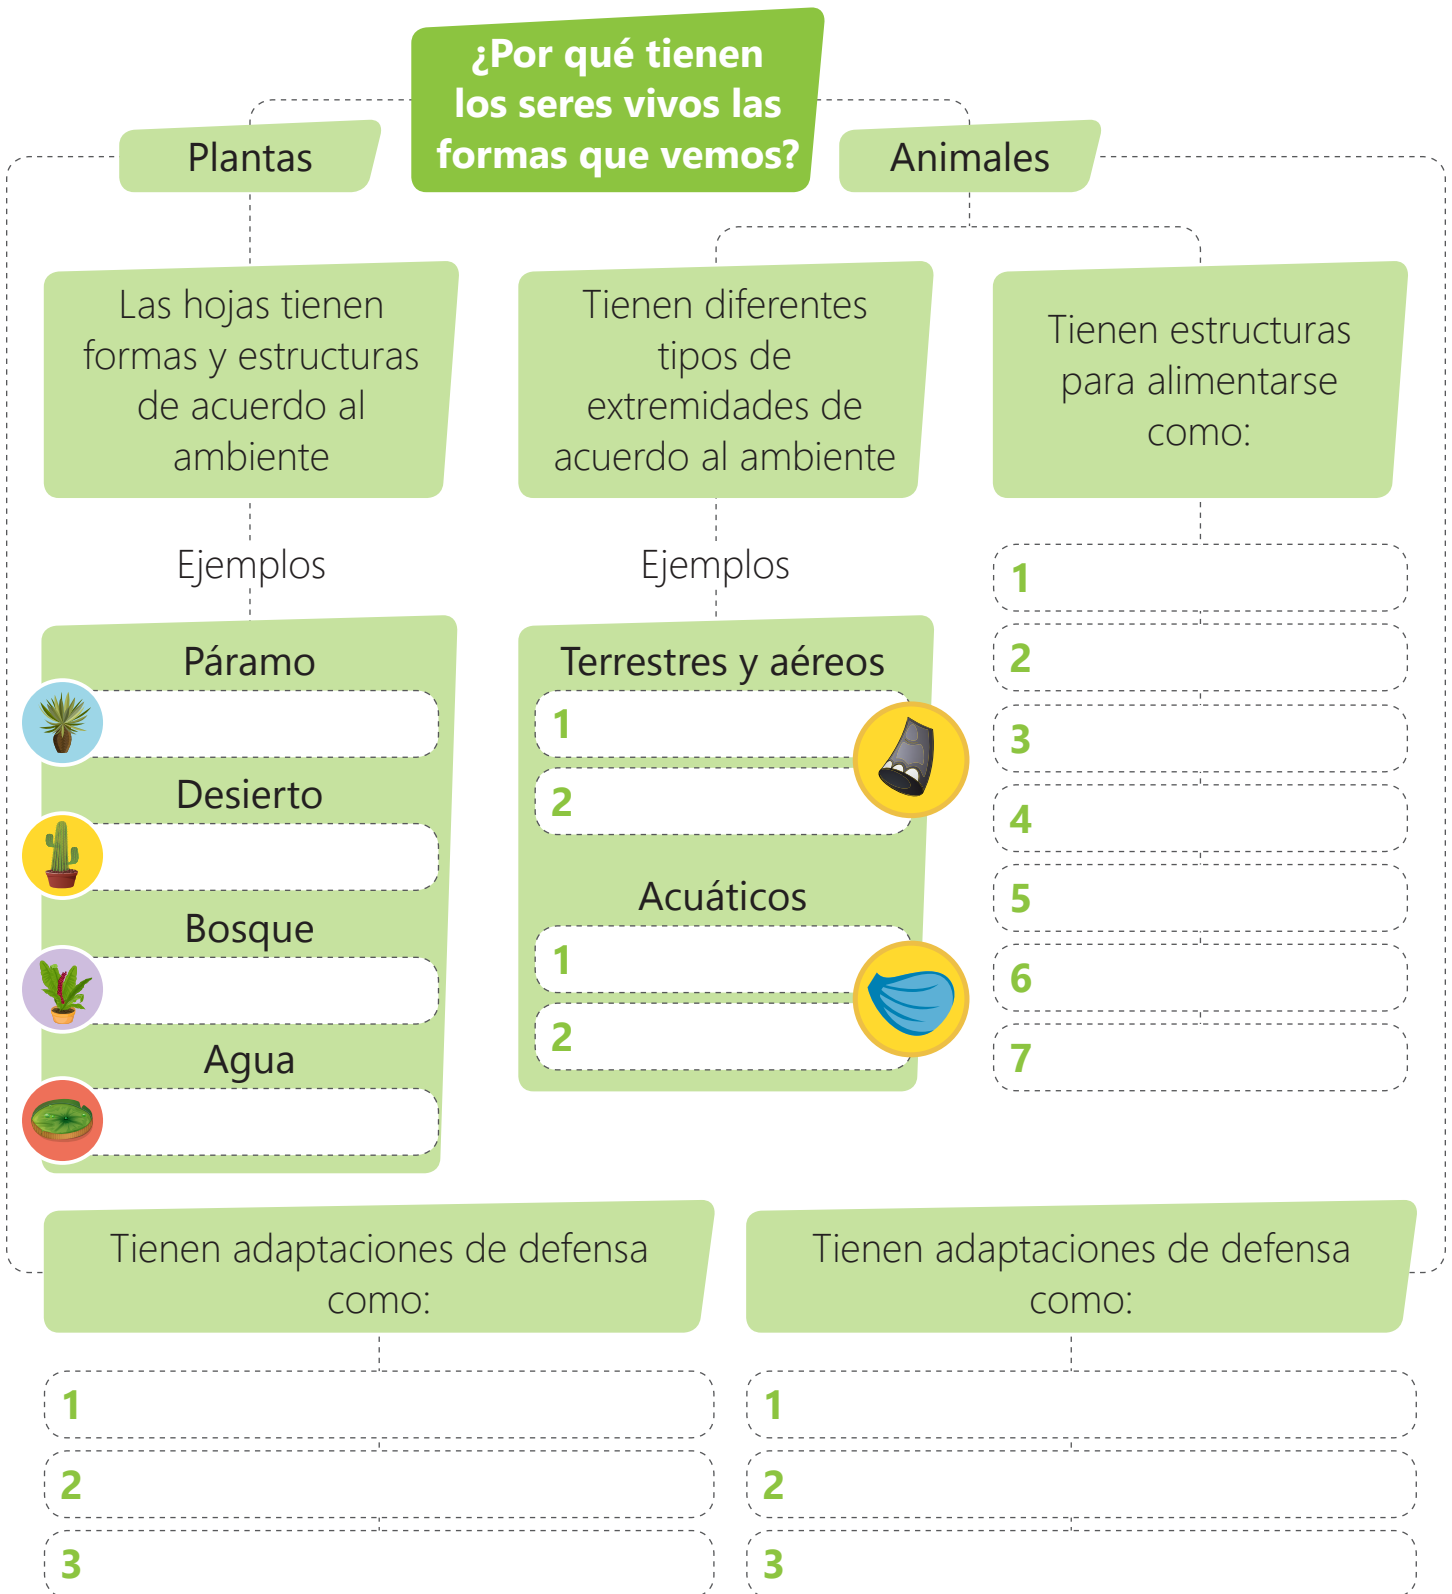 ¿Por qué tienen
los seres vivos las
formas que vemos?
Plantas
Animales
Las hojas tienen
formas y estructuras
de acuerdo al
ambiente
Tienen diferentes
tipos de
extremidades de
acuerdo al ambiente
Tienen estructuras
para alimentarse
como:
Ejemplos
Páramo
Desierto
Bosque
Agua
Ejemplos
Terrestres y aéreos
1
2
Acuáticos
1
2
1
2
3
4
5
6
7
Tienen adaptaciones de defensa
como:
1
2
3
Tienen adaptaciones de defensa
como:
1
2
3